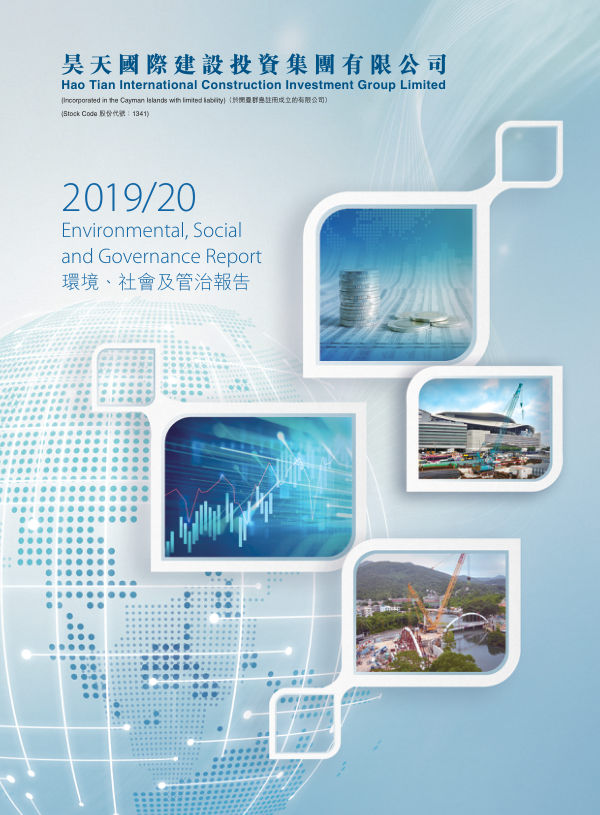 昊天國際建設投資集團有限公司
Hao Tian International Construction Investment Group Limited
(Incorporated in the Cayman Islands with limited liability)（於開曼群島註冊成立的有限公司）
(Stock Code 股份代號：1341)
2019/20
Environmental, Social
and Governance Report
環境、社會及管治報告